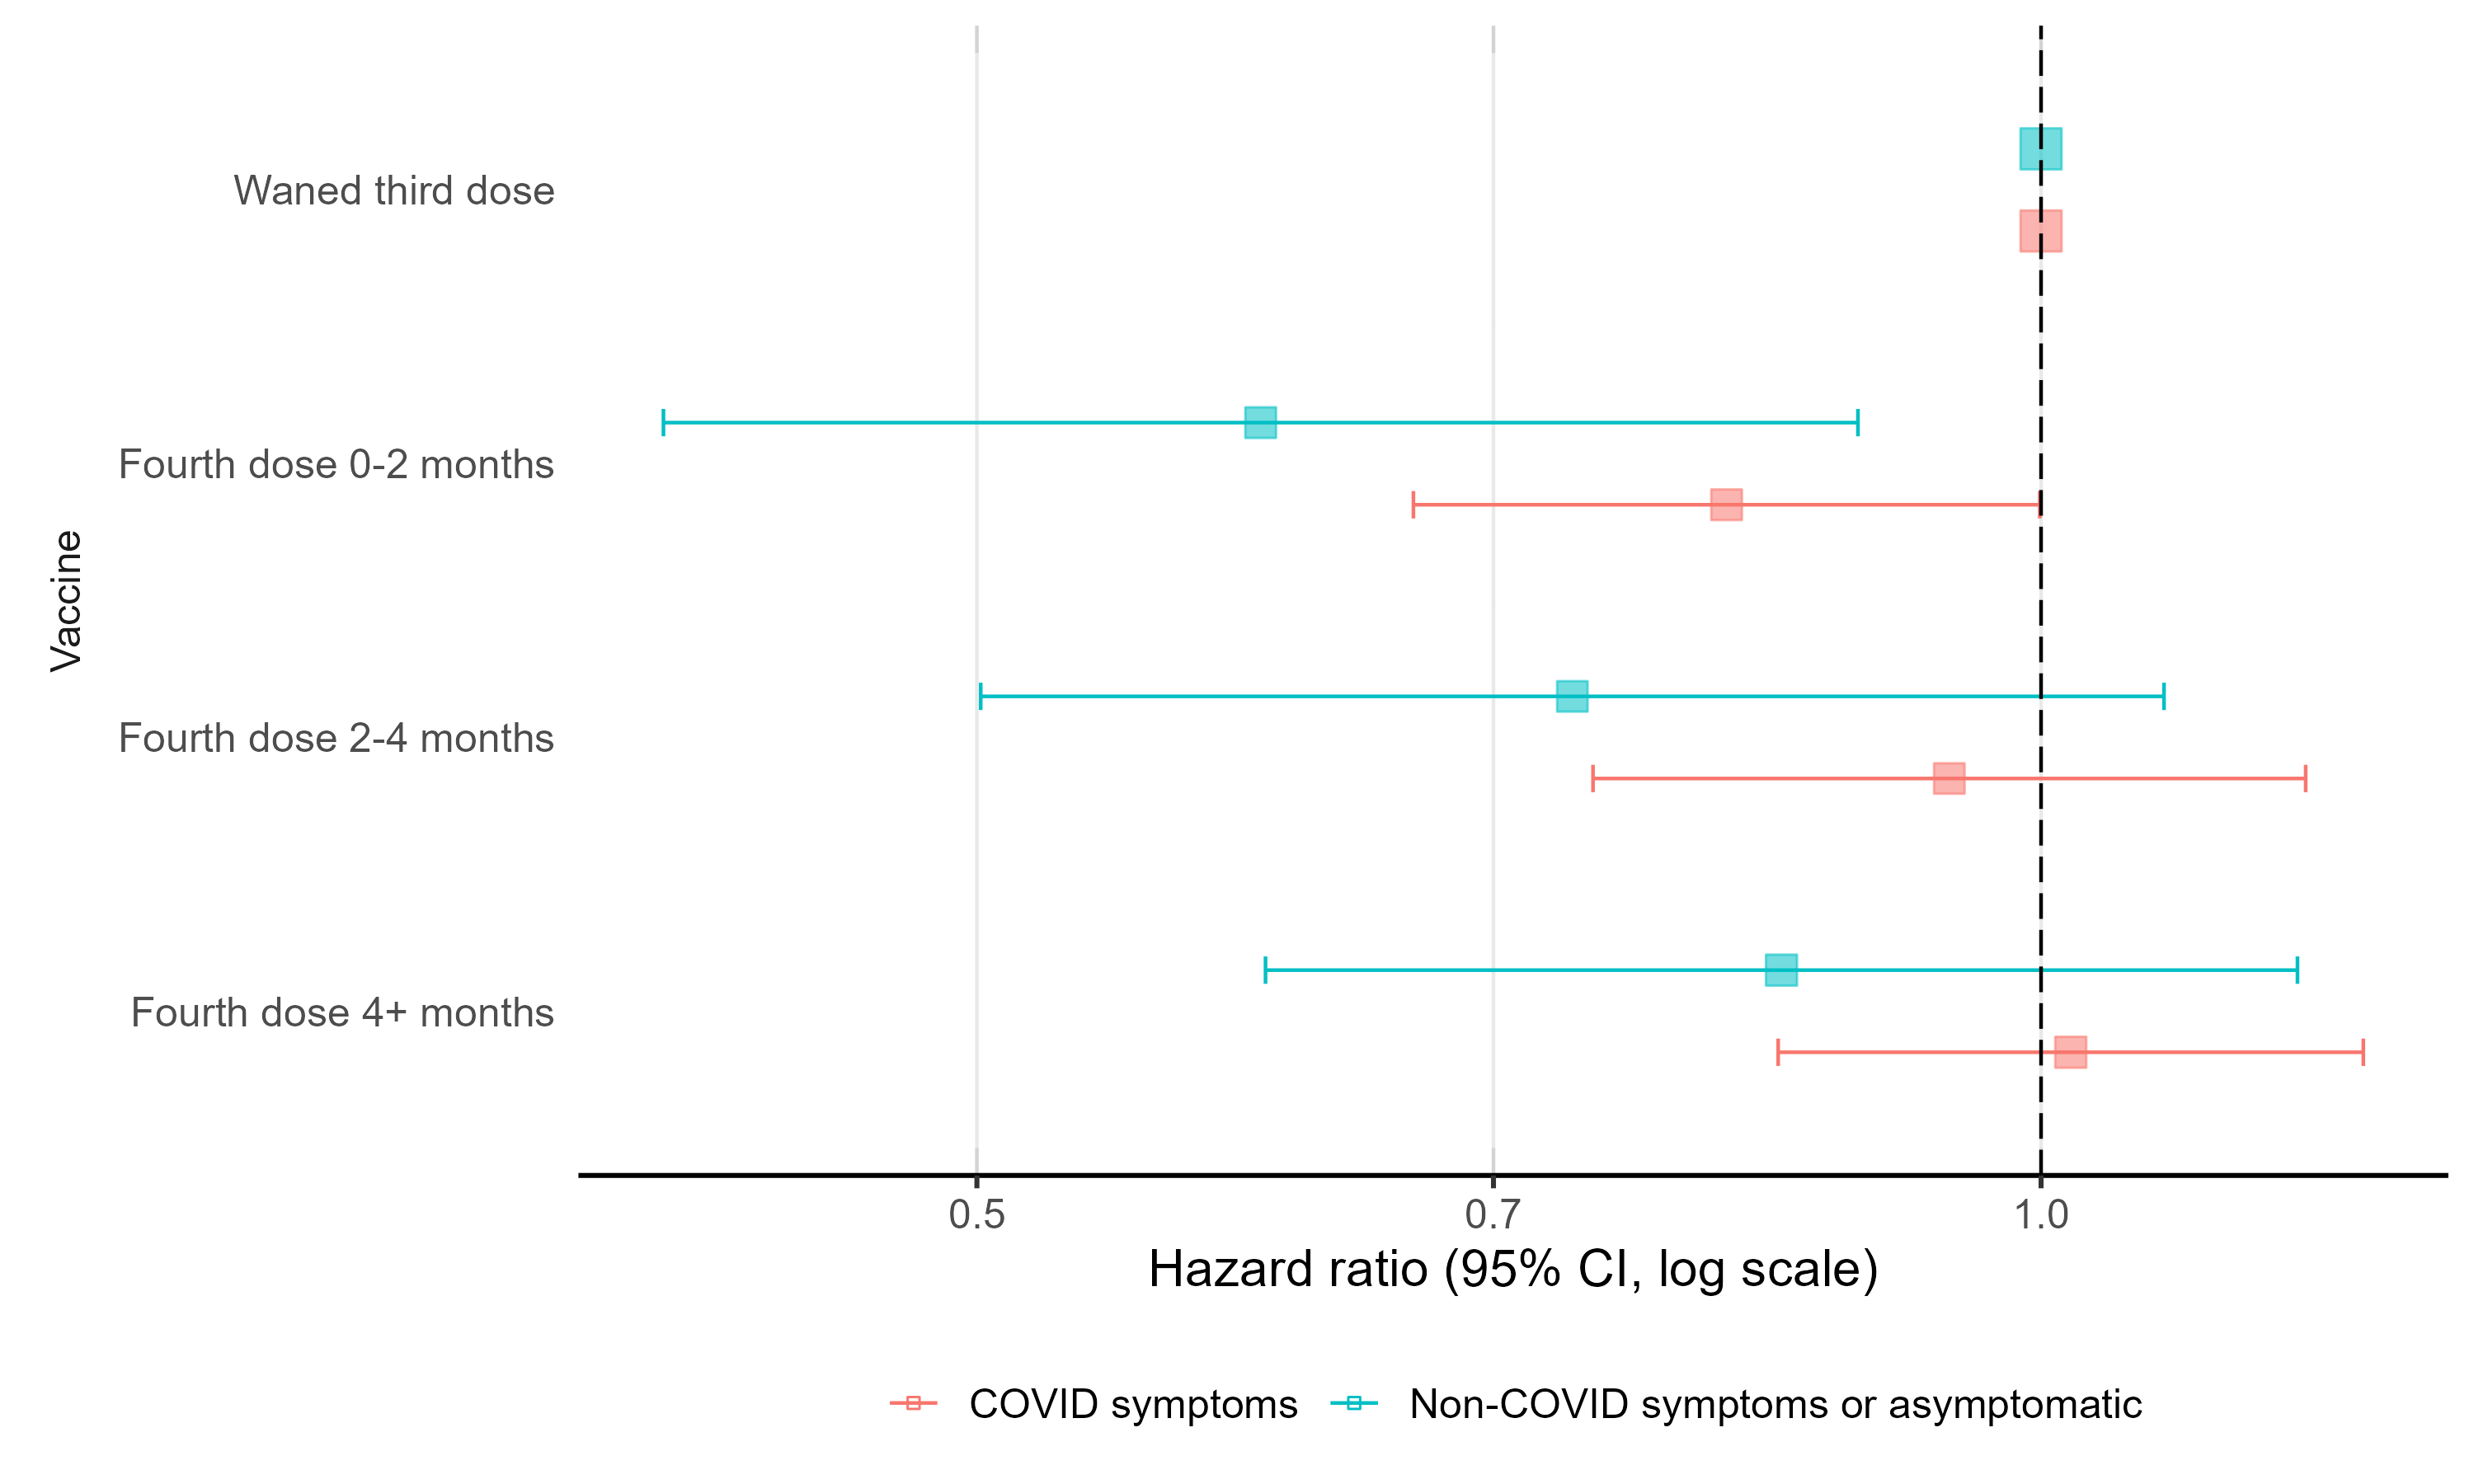 Vaccine
Waned third dose
Fourth dose 0-2 months
Fourth dose 2-4 months
Fourth dose 4+ months
0.5 0.7 1.0
Hazard ratio (95% CI, log scale)
COVID symptoms Non-COVID symptoms or asymptomatic